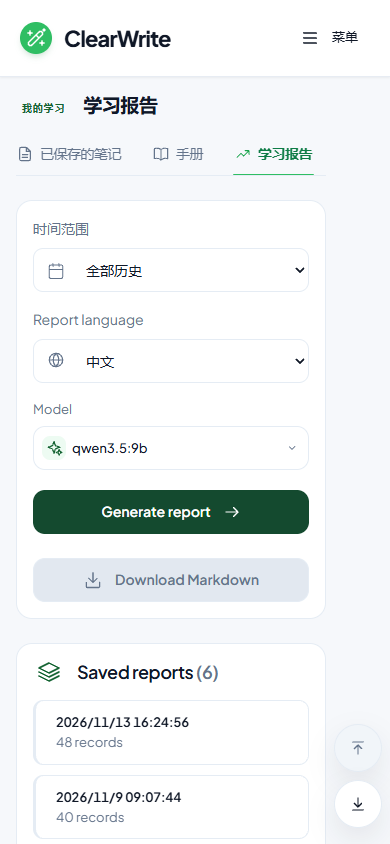 ClearWrite
菜单
我的学习
学习报告
已保存的笔记
手册
学习报告
时间范围
全部历史
Report language
中文
Model
qwen3.5:9b
Generate report
Download Markdown
Saved reports (6)
2026/11/13 16:24:56
48 records
2026/11/9 09:07:44
40 records